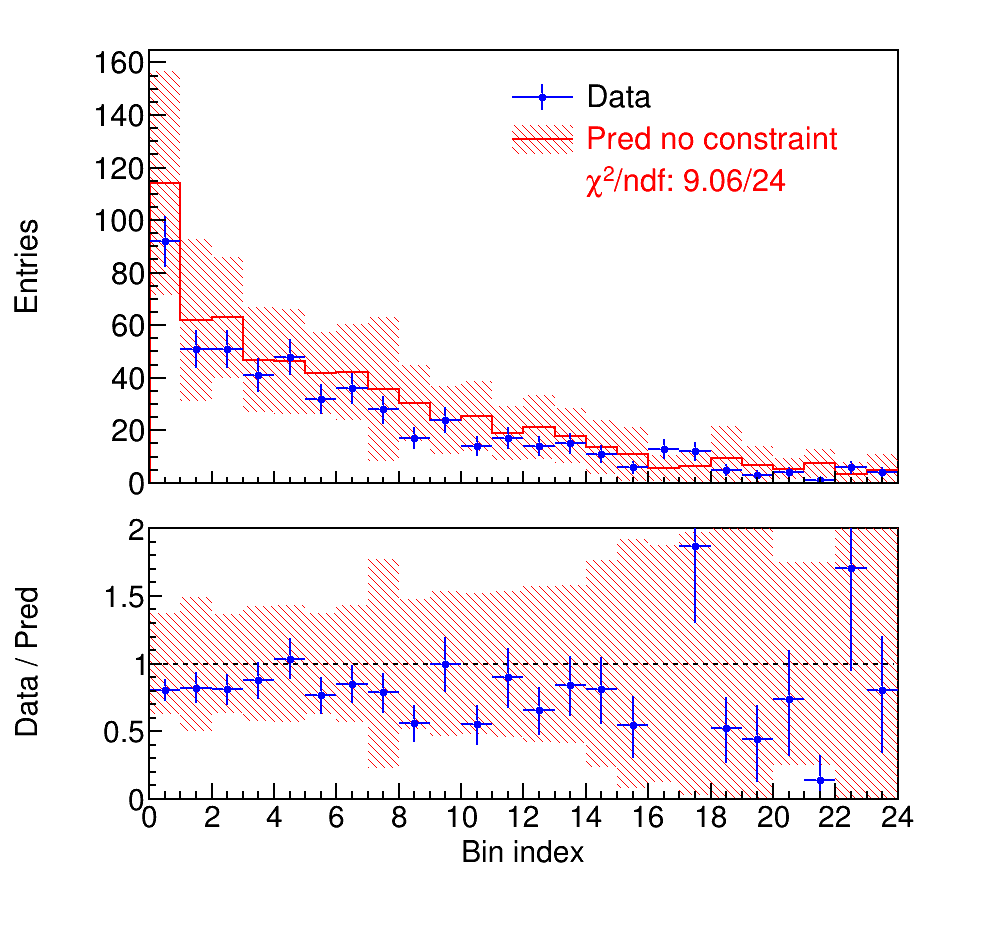 160
140
120
100
80
60
40
20
0
Entries
Data
Pred no constraint
χ²/ndf: 9.06/24
2
1.5
1
0.5
0
Data / Pred
0 2 4 6 8 10 12 14 16 18 20 22 24
Bin index